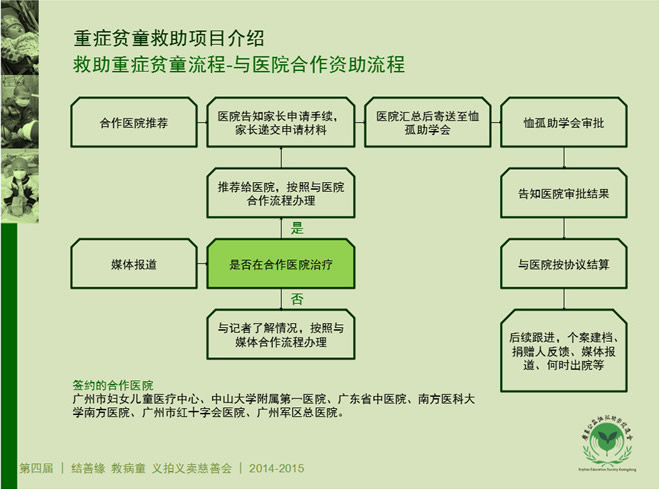 重症贫童救助项目介绍
救助重症贫童流程-与医院合作资助流程
合作医院推荐
医院告知家长申请手续，
家长递交申请材料
医院汇总后寄送至恤
孤助学会
恤孤助学会审批
推荐给医院，按照与医院
合作流程办理
告知医院审批结果
是
媒体报道
是否在合作医院治疗
与医院按协议结算
否
与记者了解情况，按照与
媒体合作流程办理
后续跟进，个案建档、
捐赠人反馈、媒体报
道、何时出院等
签约的合作医院
广州市妇女儿童医疗中心、中山大学附属第一医院、广东省中医院、南方医科大
学南方医院、广州市红十字会医院、广州军区总医院。
第四届 | 结善缘 救病童 义拍义卖慈善会 | 2014-2015